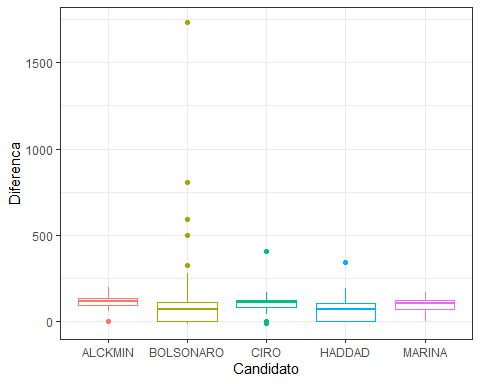 1500
1000
500
0
Diferenca
ALCKMIN BOLSONARO CIRO HADDAD MARINA
Candidato